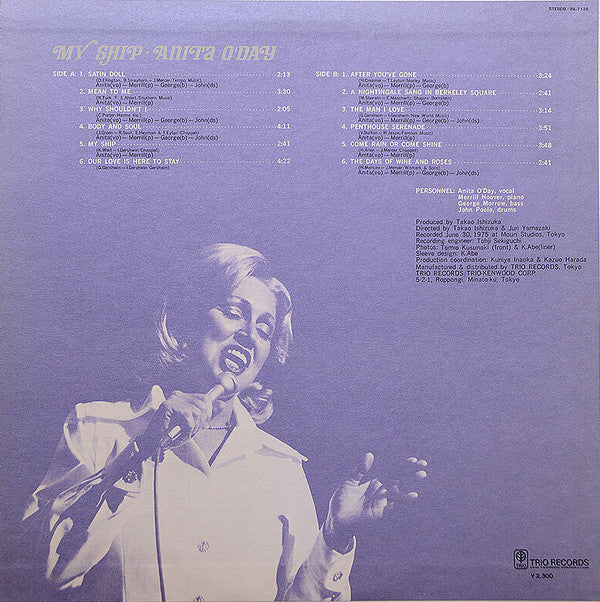 STEREO · PA-7126
MY SHIP · ANITA O'DAY
SIDE A: 1. SATIN DOLL 2:13
Anita(vo) — Merrill(p) — George(b) — John(ds)
2. MEAN TO ME 3:30
Anita(vo) — Merrill(p) — George(b) — John(ds)
3. WHY SHOULDN'T I 2:05
Anita(vo) — Merrill(p) — George(b) — John(ds)
4. BODY AND SOUL 4:11
Anita(vo) — Merrill(p) — George(b) — John(ds)
5. MY SHIP 2:41
Anita(vo) — Merrill(p)
6. OUR LOVE IS HERE TO STAY 4:22
SIDE B: 1. AFTER YOU'VE GONE 3:24
Anita(vo) — Merrill(p) — George(b)
2. A NIGHTINGALE SANG IN BERKELEY SQUARE 2:41
Anita(vo) — Merrill(p) — George(b)
3. THE MAN I LOVE 3:14
Anita(vo) — Merrill(p) — George(b) — John(ds)
4. PENTHOUSE SERENADE 3:51
Anita(vo) — Merrill(p) — George(b) — John(ds)
5. COME RAIN OR COME SHINE 3:48
Anita(vo) — Merrill(p)
6. THE DAYS OF WINE AND ROSES 2:41
Anita(vo) — Merrill(p) — George(b) — John(ds)
PERSONNEL: Anita O'Day, vocal
Merrill Hoover, piano
George Morrow, bass
John Poole, drums
Produced by Takao Ishizuka
Directed by Takao Ishizuka & Jun Yamazaki
Recorded June 30, 1975 at Mouri Studios, Tokyo
Recording engineer: Tohji Sekiguchi
Photos: Tomio Kusunoki (front) & K.Abe(liner)
Sleeve design: K.Abe
Production coordination: Kuniya Inaoka & Kazuo Harada
Manufactured & distributed by TRIO RECORDS, Tokyo
TRIO RECORDS/TRIO-KENWOOD CORP.
5-2-1, Roppongi, Minato-ku, Tokyo
TRIO
TRIO RECORDS
¥2,300